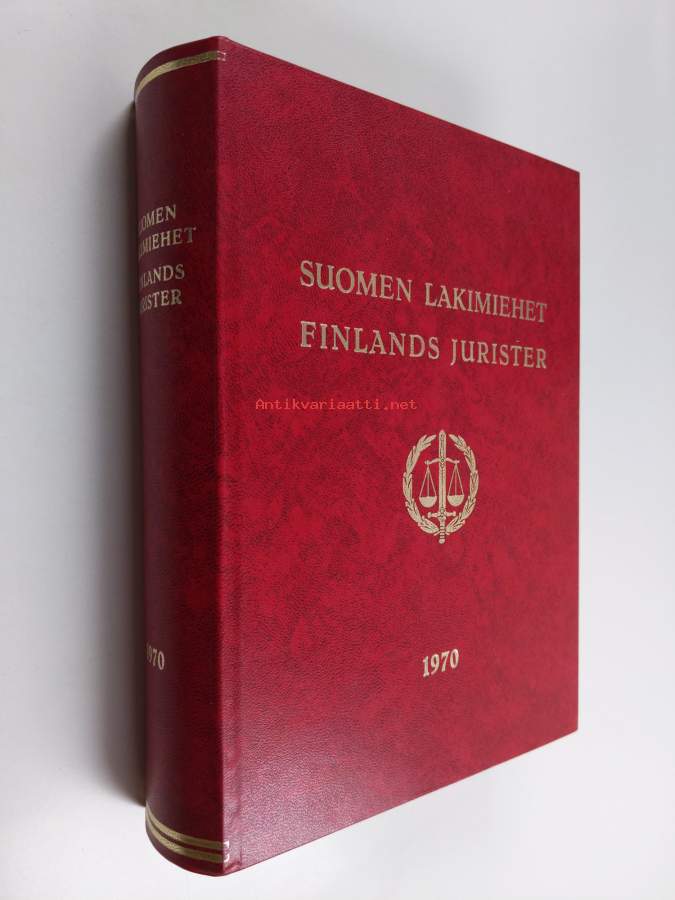 SUOMEN LAKIMIEHET
FINLANDS JURISTER
Antikvariaatti.net
1970
SUOMEN
LAKIMIEHET
FINLANDS
JURISTER
1970